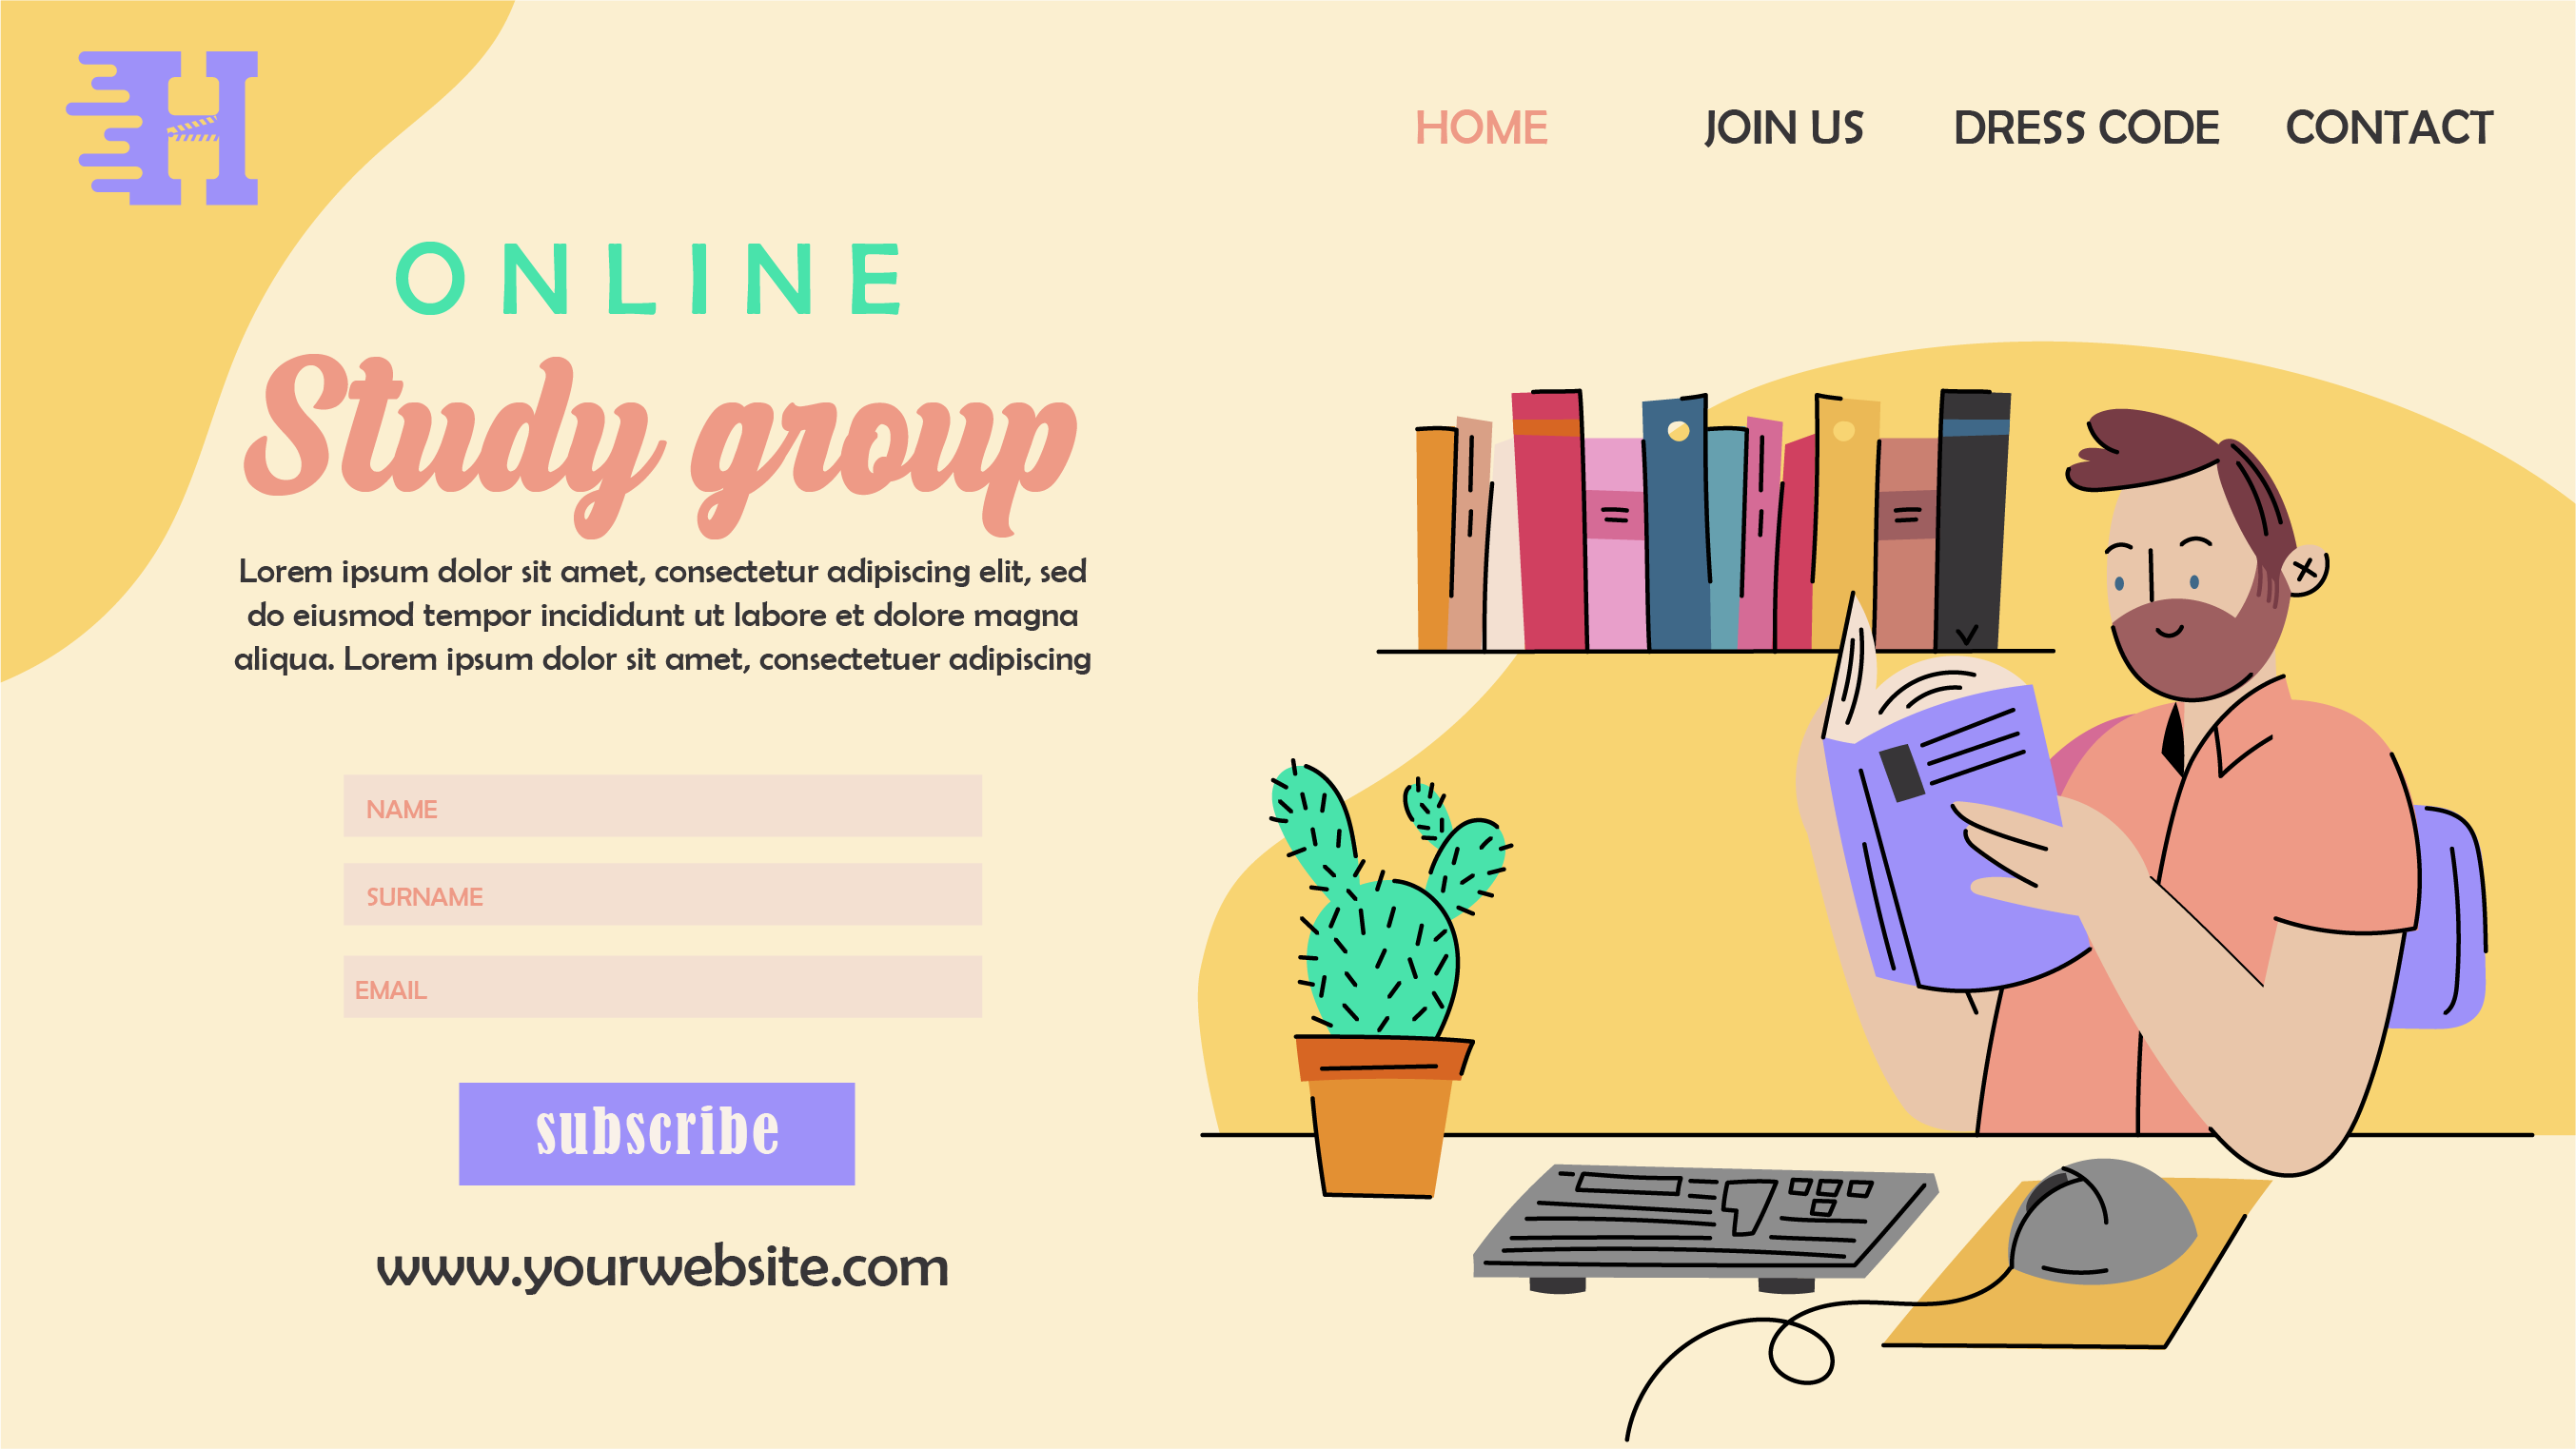 H
HOME JOIN US DRESS CODE CONTACT
ONLINE
Study group
Lorem ipsum dolor sit amet, consectetur adipiscing elit, sed
do eiusmod tempor incididunt ut labore et dolore magna
aliqua. Lorem ipsum dolor sit amet, consectetuer adipiscing
NAME
SURNAME
EMAIL
subscribe
www.yourwebsite.com